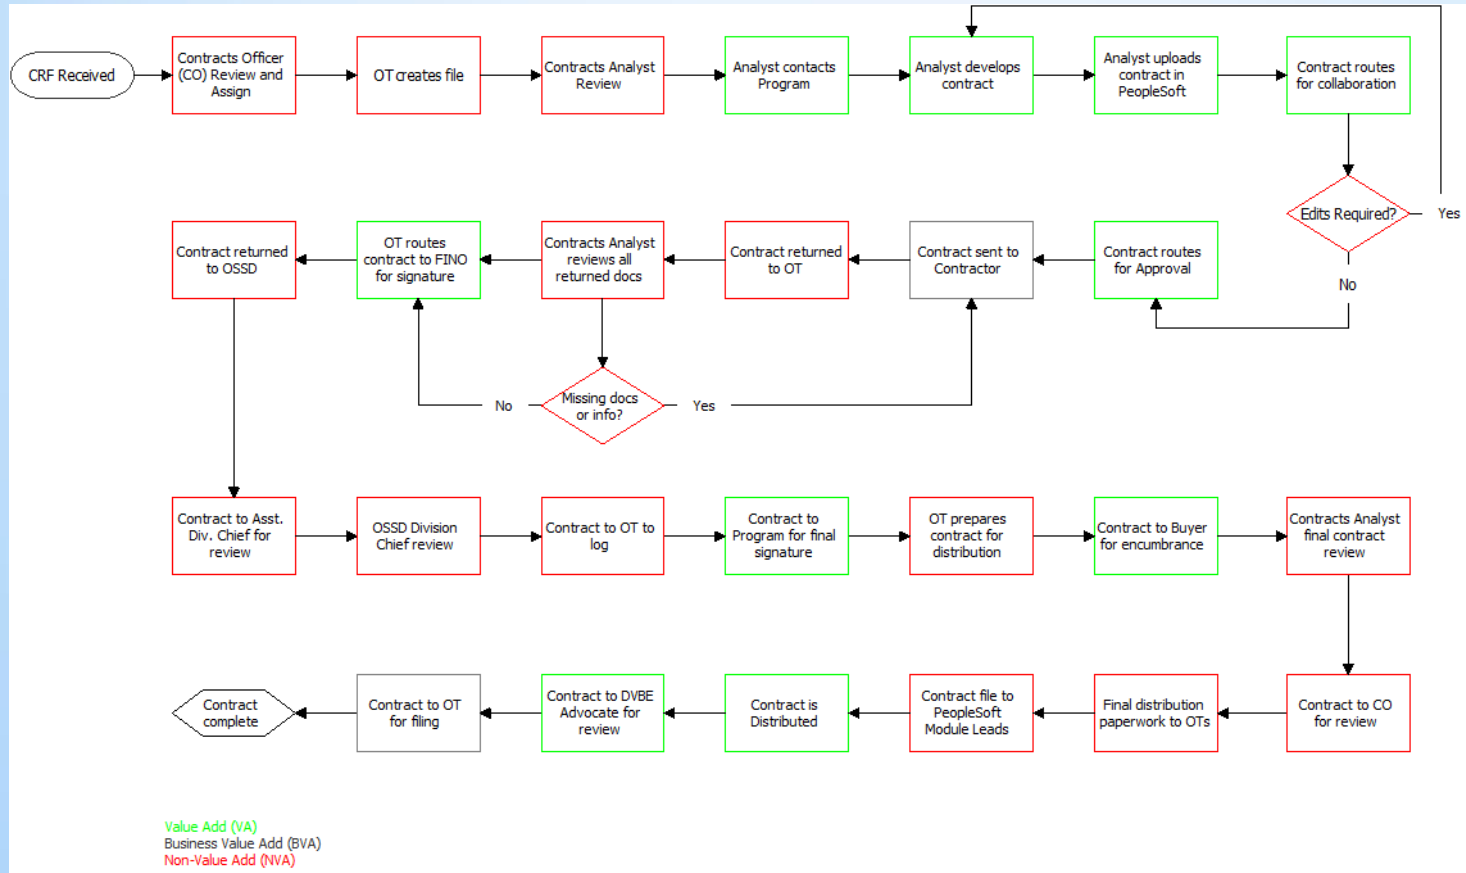 CRF Received
Contracts Officer
(CO) Review and
Assign
OT creates file
Contracts Analyst
Review
Analyst contacts
Program
Analyst develops
contract
Analyst uploads
contract in
PeopleSoft
Contract routes
for collaboration
Edits Required?
Yes
No
Contract routes
for Approval
Contract sent to
Contractor
Contract returned
to OT
Contracts Analyst
reviews all
returned docs
OT routes
contract to FINO
for signature
Contract returned
to OSSD
No
Missing docs
or info?
Yes
Contract to Asst.
Div. Chief for
review
OSSD Division
Chief review
Contract to OT to
log
Contract to
Program for final
signature
OT prepares
contract for
distribution
Contract to Buyer
for encumbrance
Contracts Analyst
final contract
review
Contract to CO
for review
Final distribution
paperwork to OTs
Contract file to
PeopleSoft
Module Leads
Contract is
Distributed
Contract to DVBE
Advocate for
review
Contract to OT
for filing
Contract
complete
Value Add (VA)
Business Value Add (BVA)
Non-Value Add (NVA)